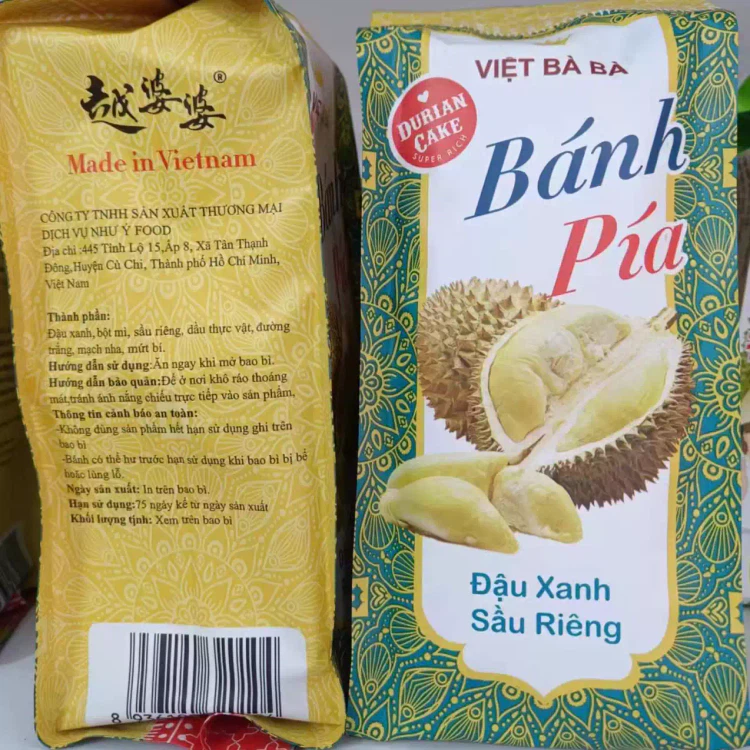 越婆婆®
Made in Vietnam
CÔNG TY TNHH SẢN XUẤT THƯƠNG MẠI
DỊCH VỤ NHƯ Ý FOOD
Địa chỉ :445 Tỉnh Lộ 15,Ấp 8, Xã Tân Thạnh
Đông,Huyện Củ Chi, Thành phố Hồ Chí Minh,
Việt Nam
Thành phần:
Đậu xanh,bột mì, sầu riêng, dầu thực vật, đường
trắng, mạch nha, mứt bí.
Hướng dẫn sử dụng:Ăn ngay khi mở bao bì.
Hướng dẫn bảo quản:Để ở nơi khô ráo thoáng
mát,tránh ánh nắng chiếu trực tiếp vào sản phẩm,
Thông tin cảnh báo an toàn:
-Không dùng sản phẩm hết hạn sử dụng ghi trên
bao bì
-Bánh có thể hư trước hạn sử dụng khi bao bì bị bể
hoặc lủng lỗ.
Ngày sản xuất: In trên bao bì.
Hạn sử dụng:75 ngày kể từ ngày sản xuất
Khối lượng tịnh: Xem trên bao bì
VIỆT BÀ BÀ
DURIAN
CAKE
SUPER RICH
Bánh
Pía
Đậu Xanh
Sầu Riêng